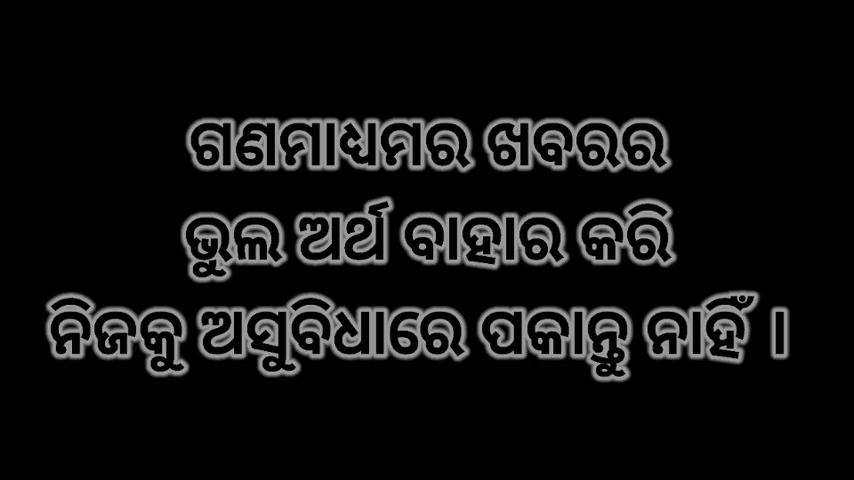 ଗଣମାଧ୍ୟମର ଖବରର
ଭୁଲ ଅର୍ଥ ବାହାର କରି
ନିଜକୁ ଅସୁବିଧାରେ ପକାନ୍ତୁ ନାହିଁ ।